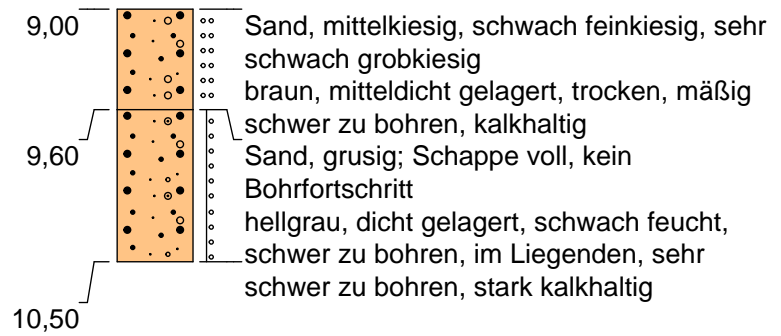 9,00
Sand, mittelkiesig, schwach feinkiesig, sehr
schwach grobkiesig
braun, mitteldicht gelagert, trocken, mäßig
schwer zu bohren, kalkhaltig
9,60
Sand, grusig; Schappe voll, kein
Bohrfortschritt
hellgrau, dicht gelagert, schwach feucht,
schwer zu bohren, im Liegenden, sehr
schwer zu bohren, stark kalkhaltig
10,50